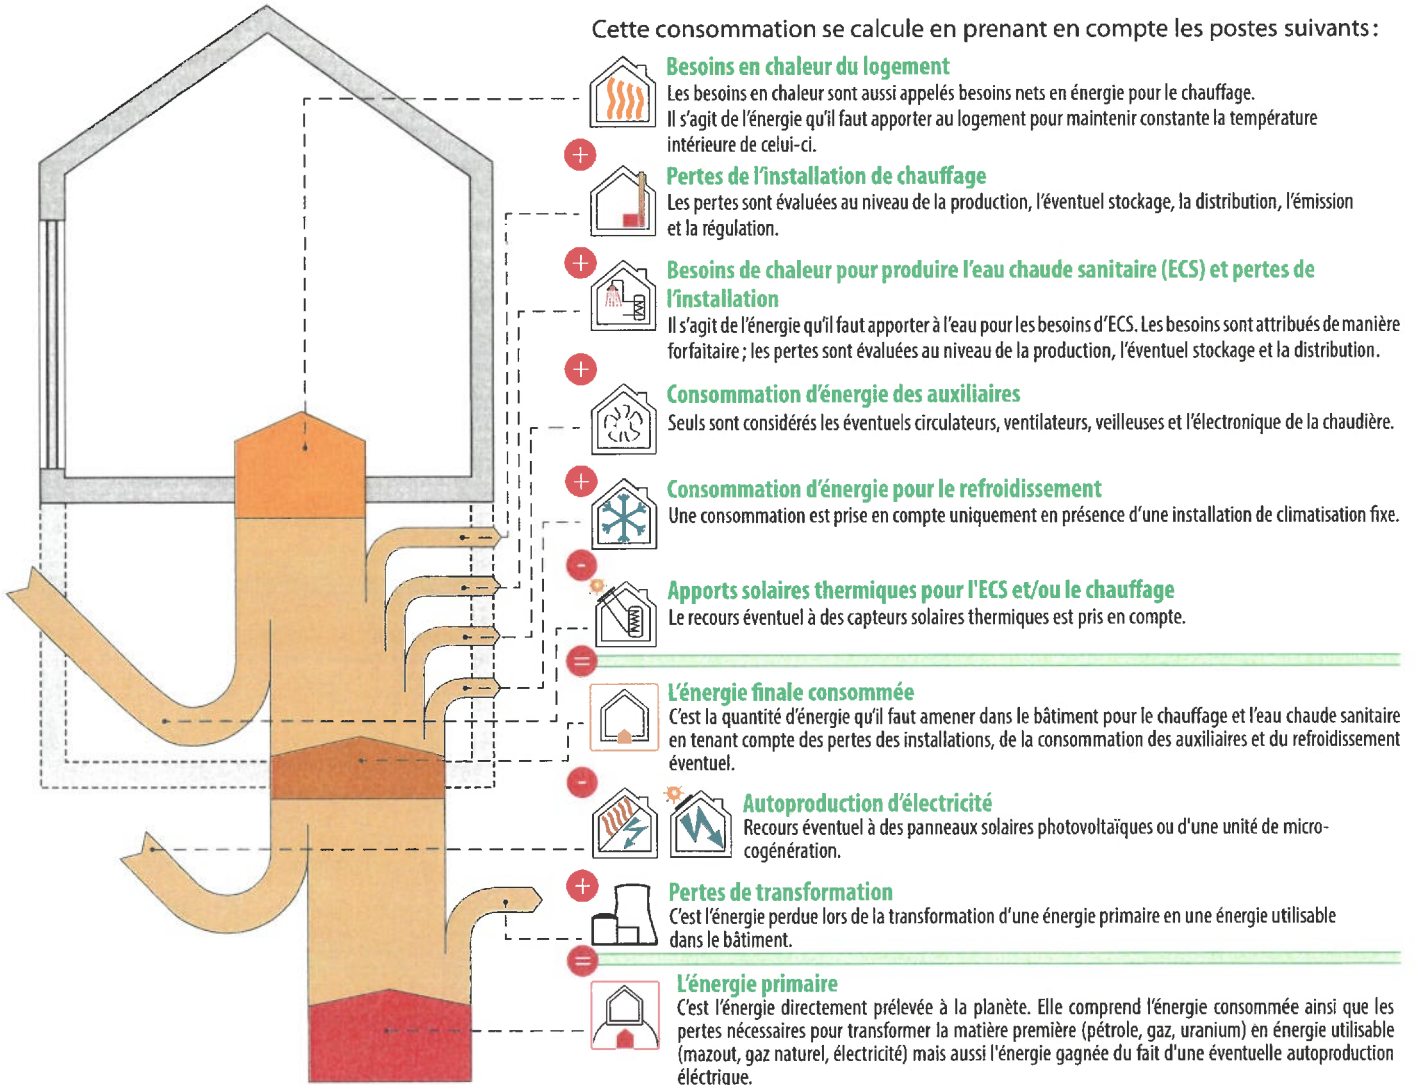 Cette consommation se calcule en prenant en compte les postes suivants :
Besoins en chaleur du logement
Les besoins en chaleur sont aussi appelés besoins nets en énergie pour le chauffage.
Il s'agit de l'énergie qu'il faut apporter au logement pour maintenir constante la température
intérieure de celui-ci.
+
Pertes de l'installation de chauffage
Les pertes sont évaluées au niveau de la production, l'éventuel stockage, la distribution, l'émission
et la régulation.
+
Besoins de chaleur pour produire l'eau chaude sanitaire (ECS) et pertes de
l'installation
Il s'agit de l'énergie qu'il faut apporter à l'eau pour les besoins d'ECS. Les besoins sont attribués de manière
forfaitaire ; les pertes sont évaluées au niveau de la production, l'éventuel stockage et la distribution.
+
Consommation d'énergie des auxiliaires
Seuls sont considérés les éventuels circulateurs, ventilateurs, veilleuses et l'électronique de la chaudière.
+
Consommation d'énergie pour le refroidissement
Une consommation est prise en compte uniquement en présence d'une installation de climatisation fixe.
-
Apports solaires thermiques pour l'ECS et/ou le chauffage
Le recours éventuel à des capteurs solaires thermiques est pris en compte.
=
L'énergie finale consommée
C'est la quantité d'énergie qu'il faut amener dans le bâtiment pour le chauffage et l'eau chaude sanitaire
en tenant compte des pertes des installations, de la consommation des auxiliaires et du refroidissement
éventuel.
-
Autoproduction d'électricité
Recours éventuel à des panneaux solaires photovoltaïques ou d'une unité de micro-
cogénération.
+
Pertes de transformation
C'est l'énergie perdue lors de la transformation d'une énergie primaire en une énergie utilisable
dans le bâtiment.
=
L'énergie primaire
C'est l'énergie directement prélevée à la planète. Elle comprend l'énergie consommée ainsi que les
pertes nécessaires pour transformer la matière première (pétrole, gaz, uranium) en énergie utilisable
(mazout, gaz naturel, électricité) mais aussi l'énergie gagnée du fait d'une éventuelle autoproduction
éléctrique.